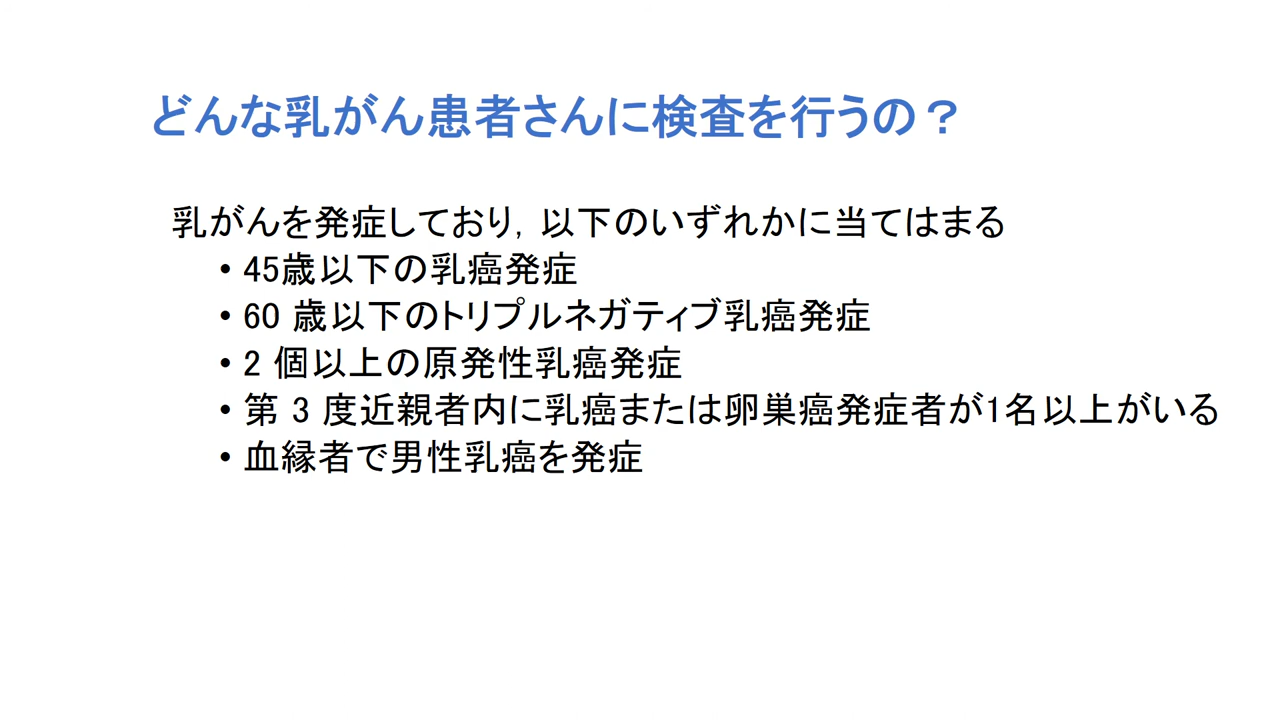 どんな乳がん患者さんに検査を行うの？
乳がんを発症しており，以下のいずれかに当てはまる
• 45歳以下の乳癌発症
• 60 歳以下のトリプルネガティブ乳癌発症
• 2 個以上の原発性乳癌発症
• 第 3 度近親者内に乳癌または卵巣癌発症者が1名以上がいる
• 血縁者で男性乳癌を発症